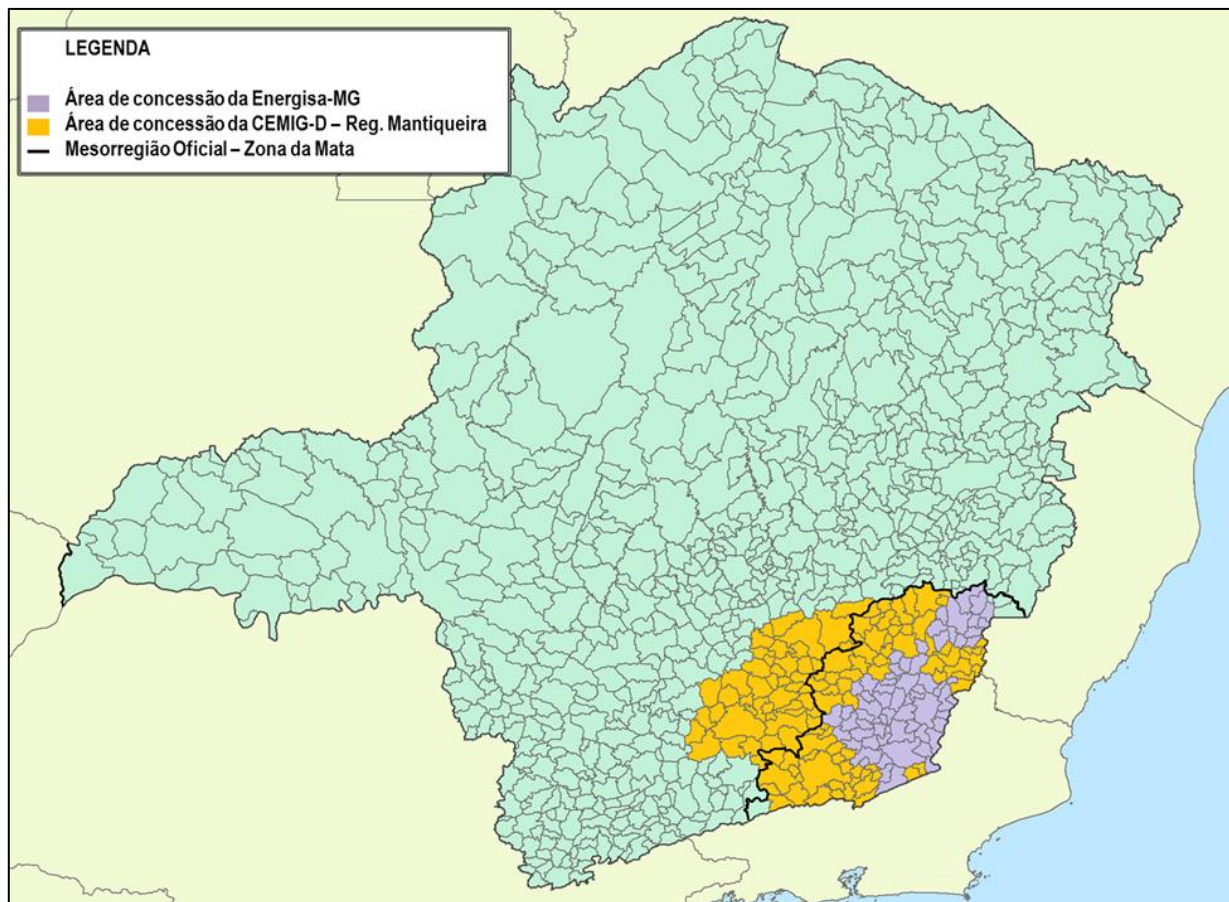 LEGENDA
Área de concessão da Energisa-MG
Área de concessão da CEMIG-D – Reg. Mantiqueira
Mesorregião Oficial – Zona da Mata